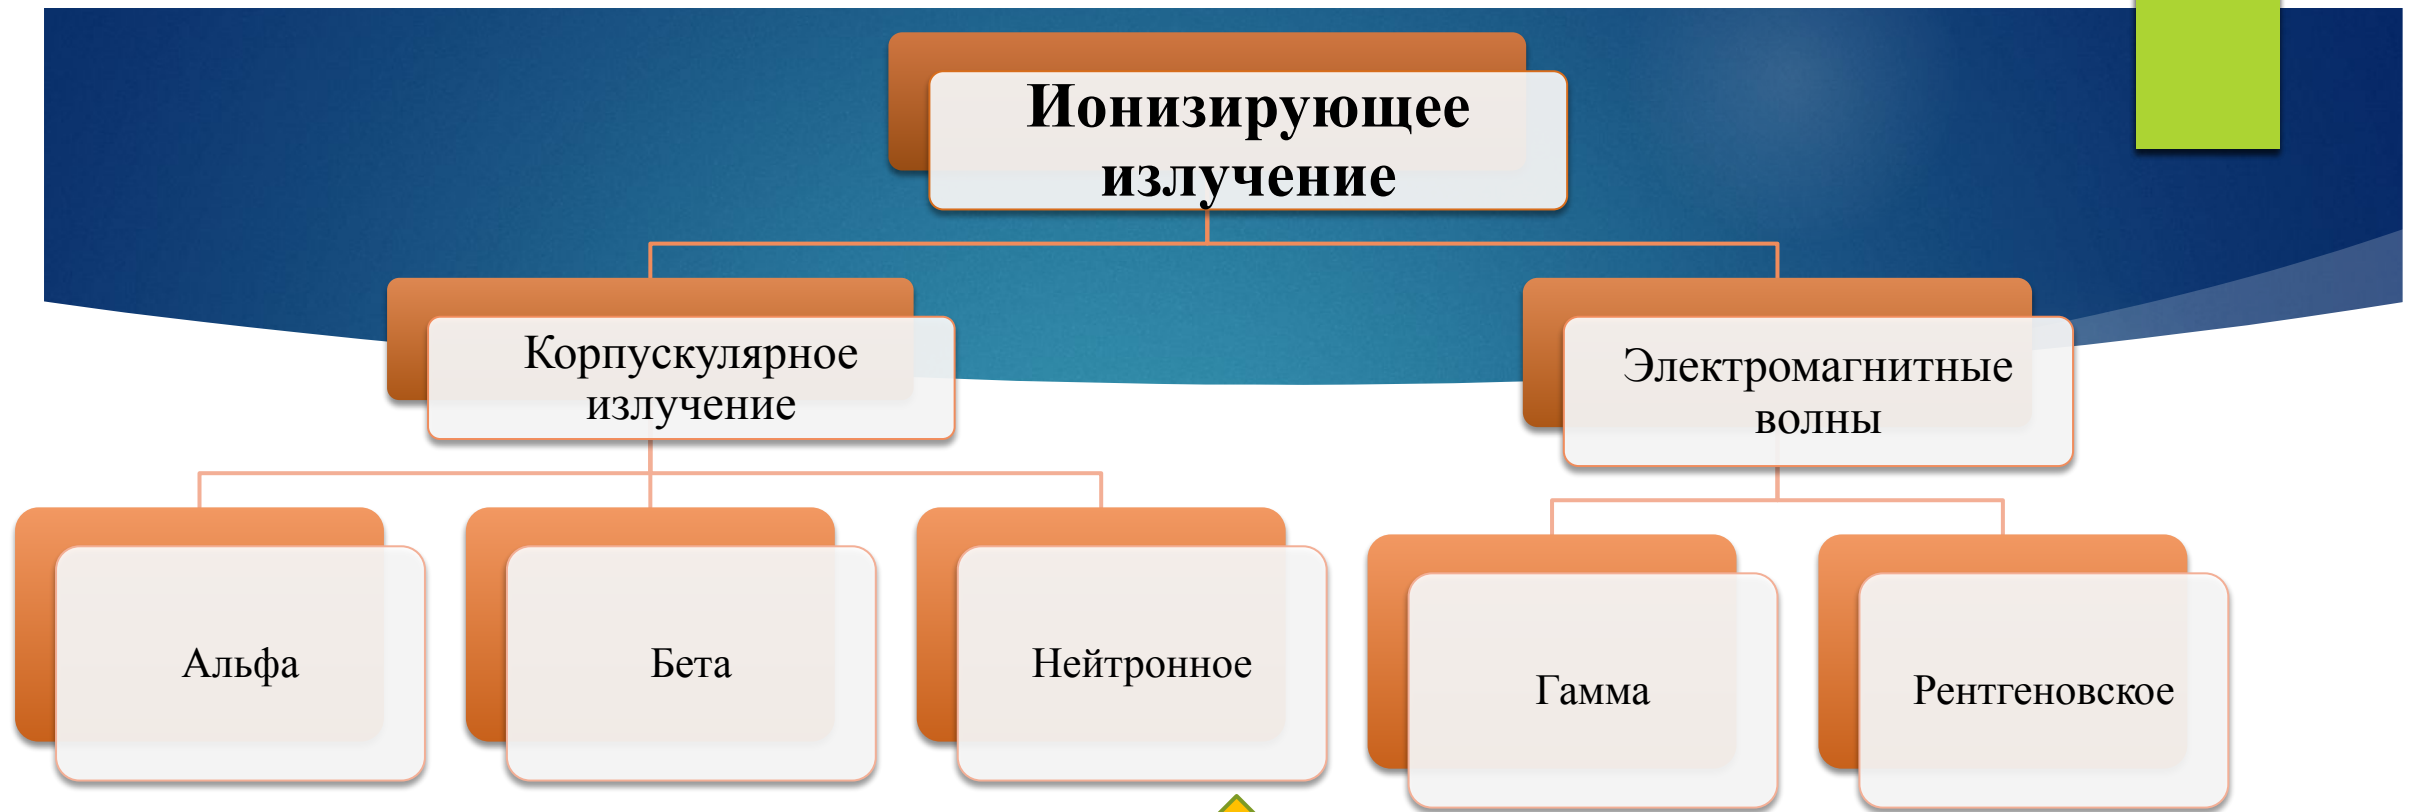 Ионизирующее
излучение
Корпускулярное
излучение
Электромагнитные
волны
Альфа
Бета
Нейтронное
Гамма
Рентгеновское